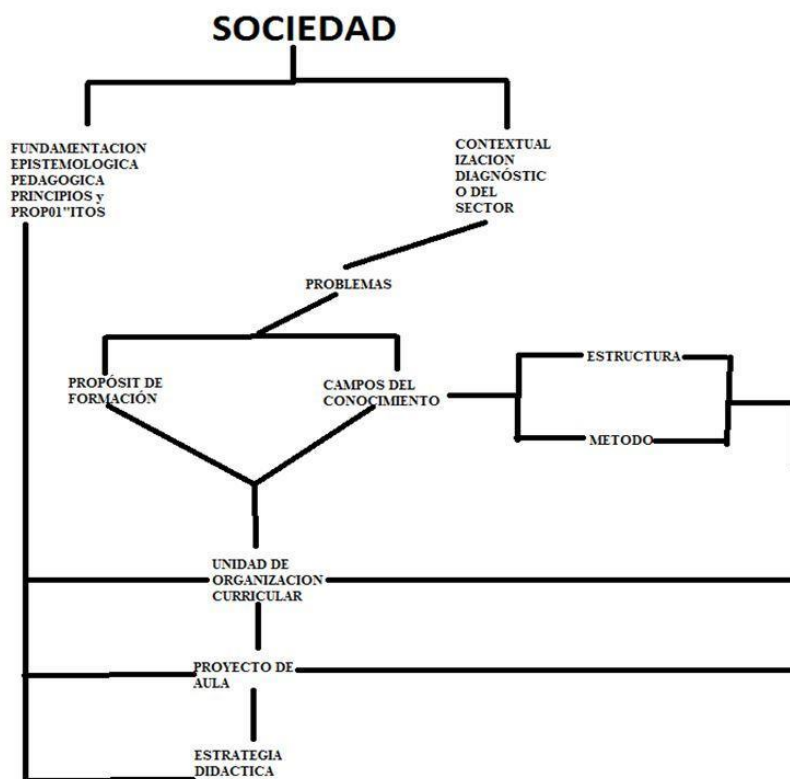 SOCIEDAD
FUNDAMENTACION
EPISTEMOLOGICA
PEDAGOGICA
PRINCIPIOS y
PROP01"ITOS
CONTEXTUAL
IZACION
DIAGNÓSTIC
O DEL
SECTOR
PROBLEMAS
PROPÓSIT DE
FORMACIÓN
CAMPOS DEL
CONOCIMIENTO
ESTRUCTURA
METODO
UNIDAD DE
ORGANIZACION
CURRICULAR
PROYECTO DE
AULA
ESTRATEGIA
DIDACTICA